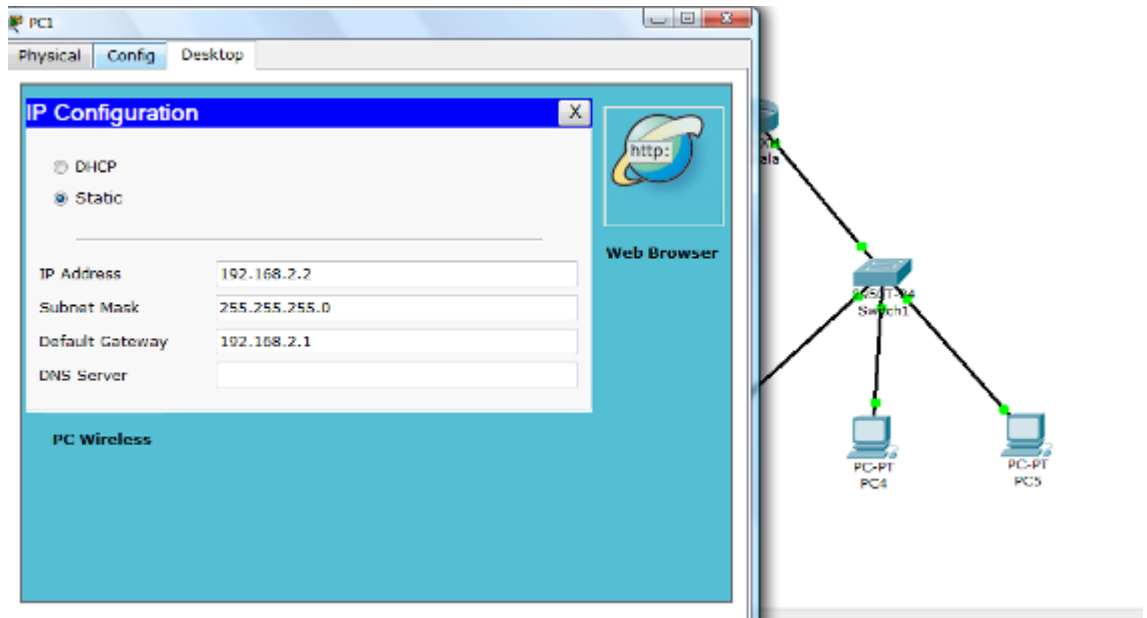 PC1
Physical Config Desktop
IP Configuration X
DHCP
Static
IP Address 192.168.2.2
Subnet Mask 255.255.255.0
Default Gateway 192.168.2.1
DNS Server
http:
Web Browser
PC Wireless
Switch1
PC-PT
PC4
PC-PT
PC5